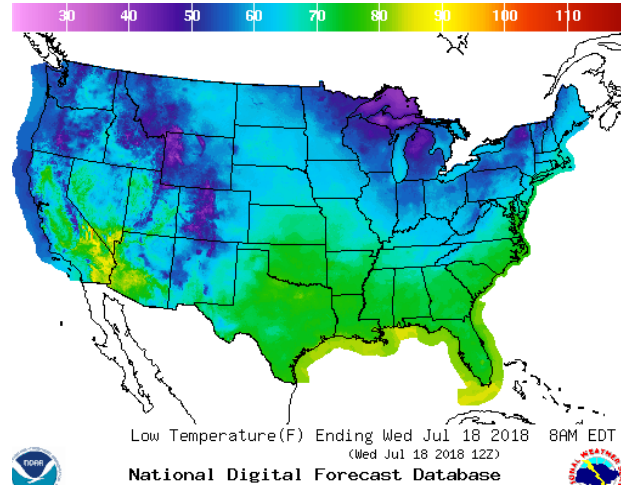 30 40 50 60 70 80 90 100 110
Low Temperature(F) Ending Wed Jul 18 2018 8AM EDT
(Wed Jul 18 2018 12Z)
National Digital Forecast Database
NOAA
WEATHER